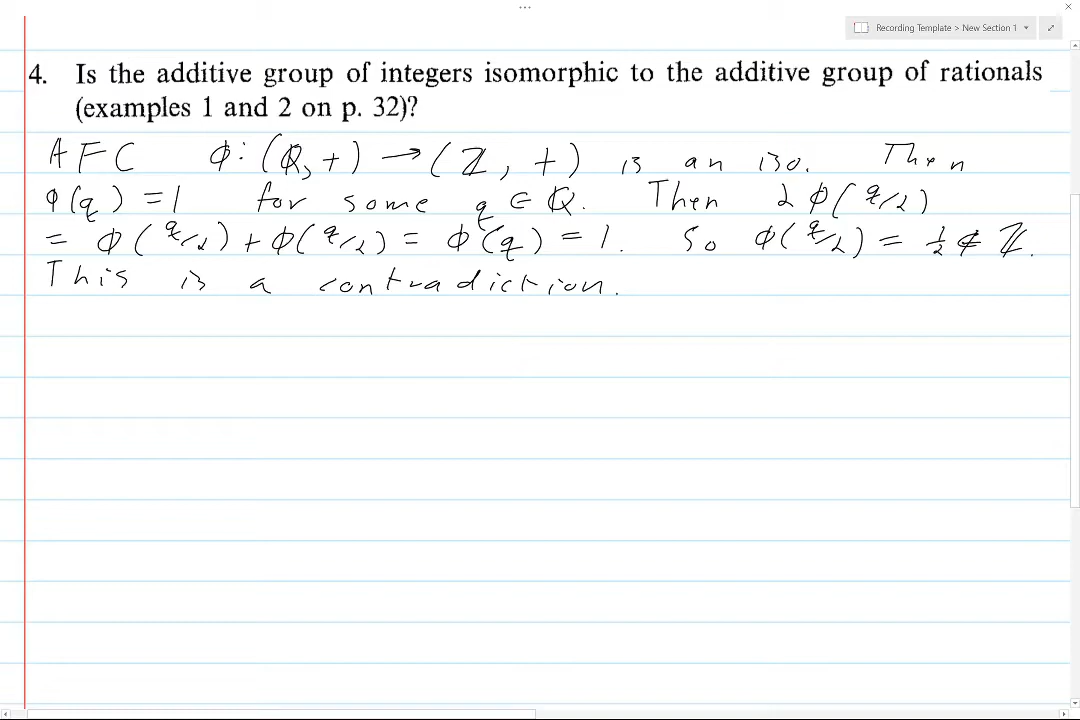 ...
Recording Template > New Section 1
4. Is the additive group of integers isomorphic to the additive group of rationals
(examples 1 and 2 on p. 32)?
AFC ϕ: (ℚ, +) → (ℤ, +) is an iso. Then
ϕ(q) = 1 for some q ∈ ℚ. Then 2ϕ(q/2)
= ϕ(q/2) + ϕ(q/2) = ϕ(q) = 1. So ϕ(q/2) = 1/2 ∉ ℤ.
This is a contradiction.